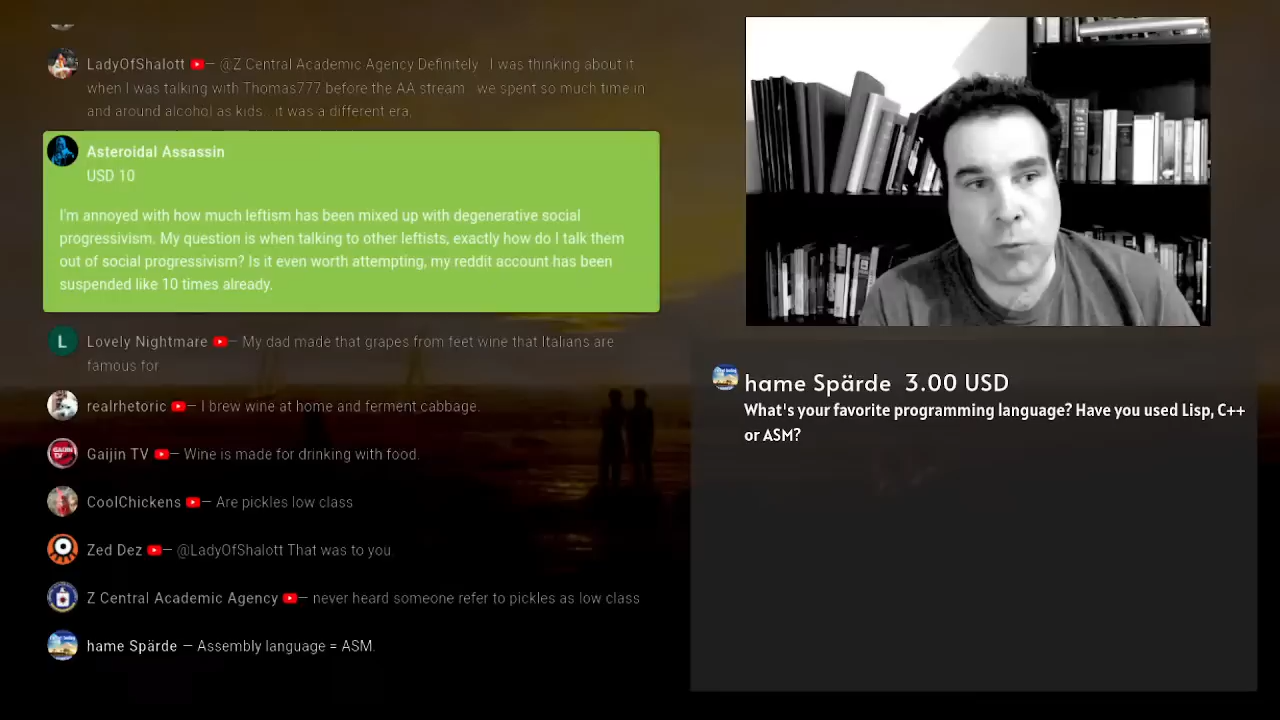 LadyOfShalott — @Z Central Academic Agency Definitely I was thinking about it
when I was talking with Thomas777 before the AA stream we spent so much time in
and around alcohol as kids. it was a different era,
Asteroidal Assassin
USD 10
I'm annoyed with how much leftism has been mixed up with degenerative social
progressivism. My question is when talking to other leftists, exactly how do I talk them
out of social progressivism? Is it even worth attempting, my reddit account has been
suspended like 10 times already.
L
Lovely Nightmare — My dad made that grapes from feet wine that Italians are
famous for
realrhetoric — I brew wine at home and ferment cabbage.
GAIJIN
Gaijin TV — Wine is made for drinking with food.
CoolChickens — Are pickles low class
Zed Dez — @LadyOfShalott That was to you
Z Central Academic Agency — never heard someone refer to pickles as low class
hame Spärde — Assembly language = ASM.
hame Spärde 3.00 USD
What's your favorite programming language? Have you used Lisp, C++
or ASM?